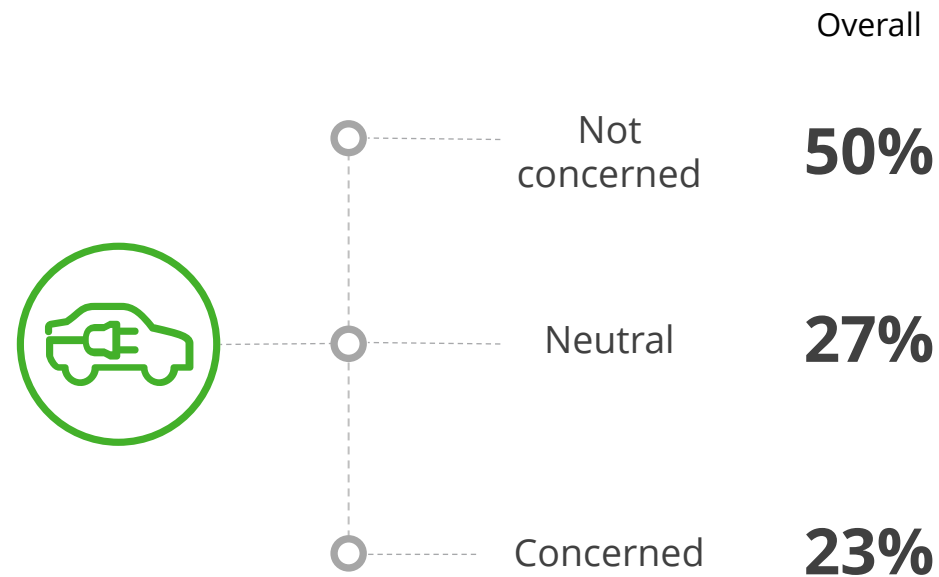 Overall
Not
concerned
50%
Neutral
27%
Concerned
23%